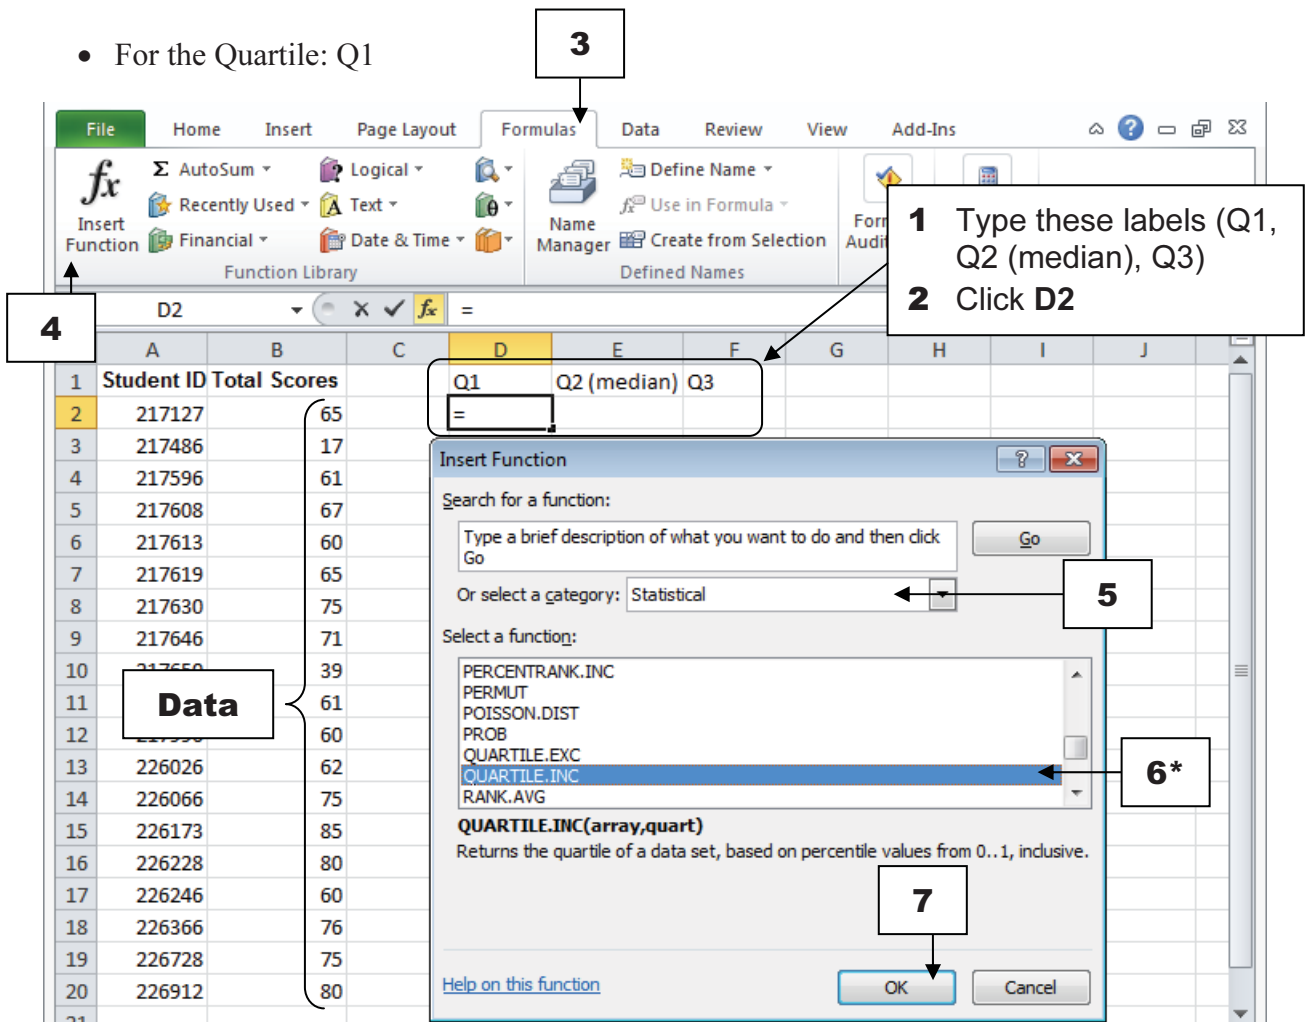 • For the Quartile: Q1
3
File Home Insert Page Layout Formulas Data Review View Add-Ins
fx Insert Function
Σ AutoSum
Recently Used
Financial
Logical
Text
Date & Time
Function Library
Name Manager
Define Name
Use in Formula
Create from Selection
Defined Names
1 Type these labels (Q1,
Q2 (median), Q3)
2 Click D2
4
D2 fx =
A B C D E F G H I J
1 Student ID Total Scores Q1 Q2 (median) Q3
2 217127 65 =
3 217486 17
4 217596 61
5 217608 67
6 217613 60
7 217619 65
8 217630 75
9 217646 71
10 39
11 61
12 60
13 226026 62
14 226066 75
15 226173 85
16 226228 80
17 226246 60
18 226366 76
19 226728 75
20 226912 80
Data
Insert Function
Search for a function:
Type a brief description of what you want to do and then click
Go
Go
Or select a category: Statistical
5
Select a function:
PERCENTRANK.INC
PERMUT
POISSON.DIST
PROB
QUARTILE.EXC
QUARTILE.INC
RANK.AVG
6*
QUARTILE.INC(array,quart)
Returns the quartile of a data set, based on percentile values from 0..1, inclusive.
7
Help on this function
OK
Cancel